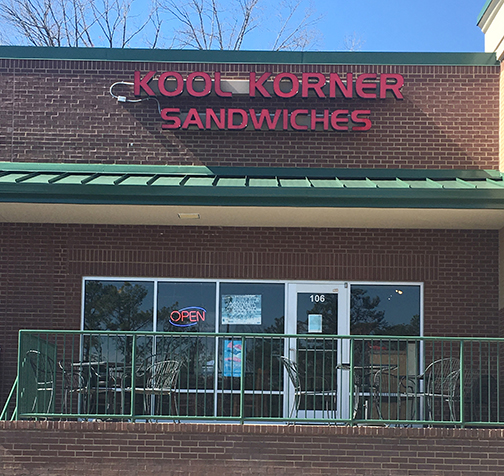 KOOL KORNER
SANDWICHES
OPEN
106